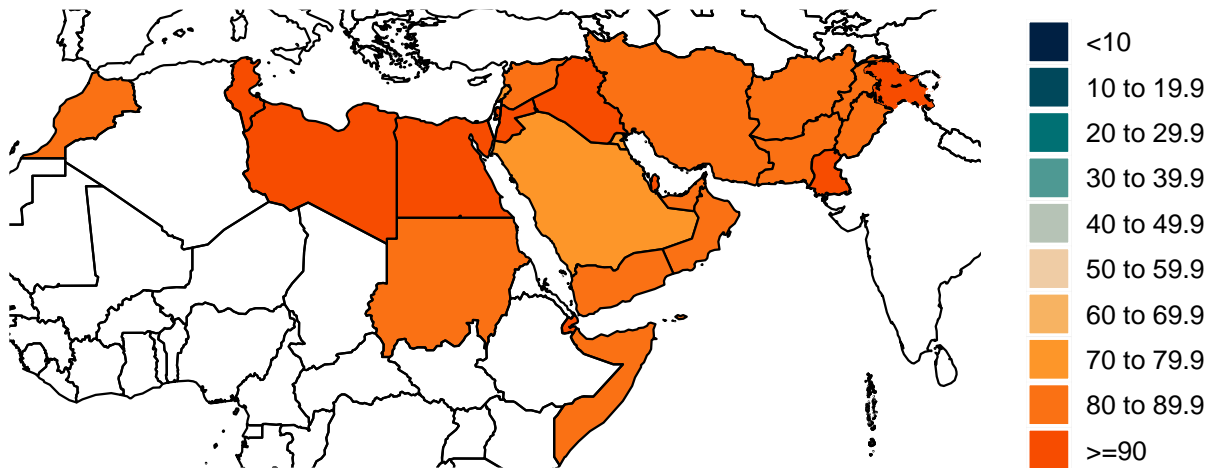 <10
10 to 19.9
20 to 29.9
30 to 39.9
40 to 49.9
50 to 59.9
60 to 69.9
70 to 79.9
80 to 89.9
>=90